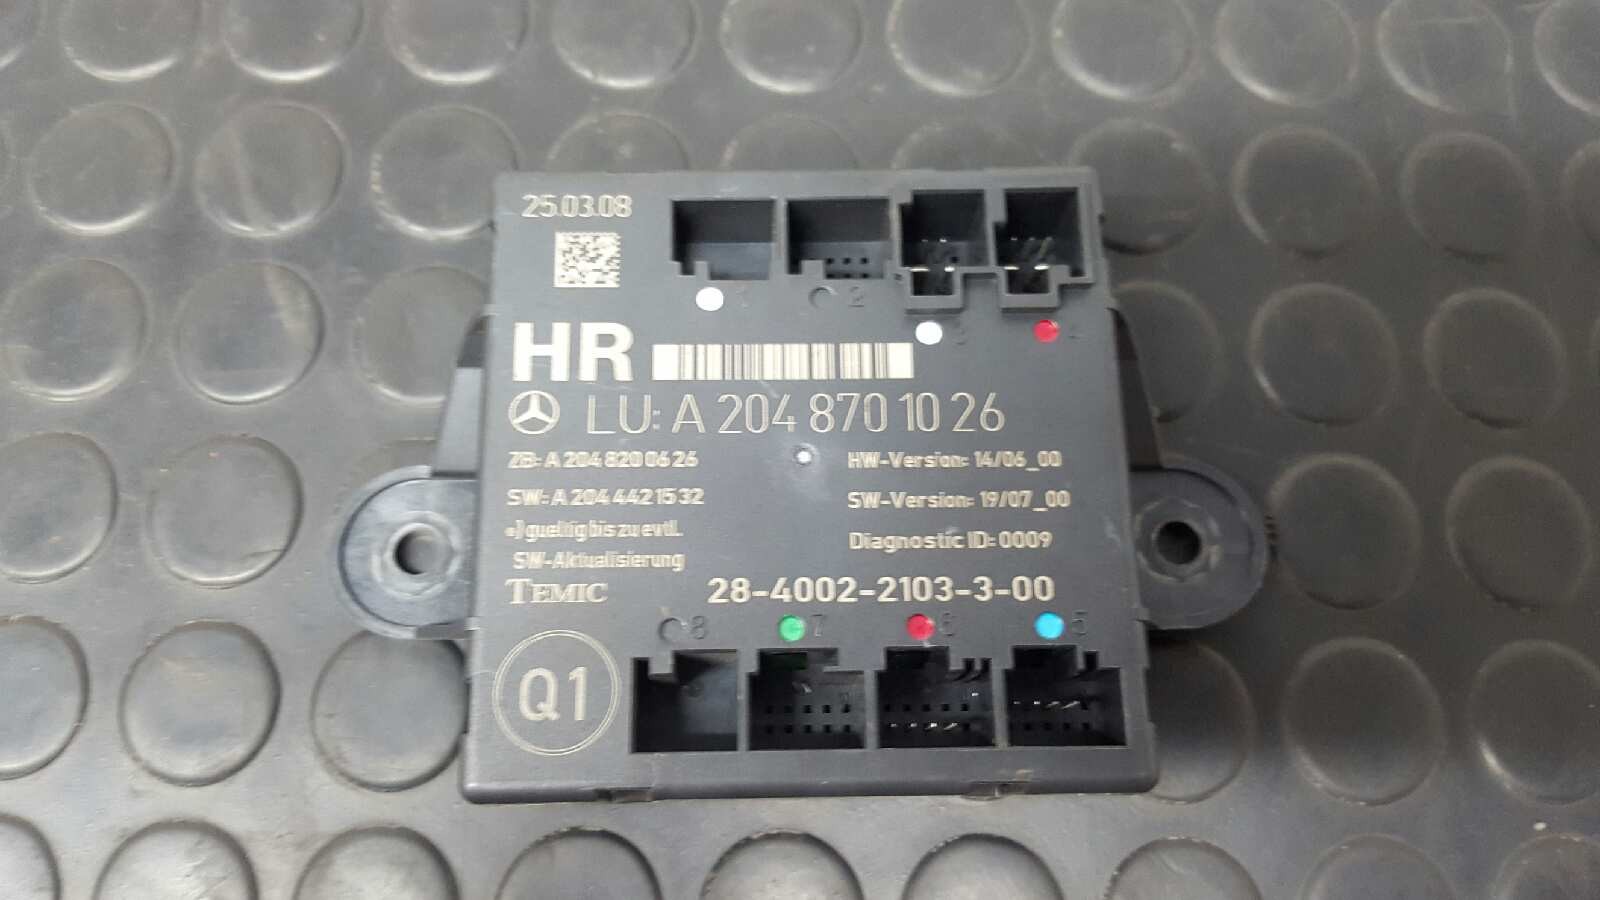 25.03.08
1
2
3
HR
LU: A 204 870 10 26
ZB: A 204 820 06 26
HW-Version: 14/06_00
SW: A 204 442 15 32
SW-Version: 19/07_00
*) gueltig bis zu evtl.
SW-Aktualisierung
Diagnostic ID: 0009
TEMIC
28-4002-2103-3-00
8
7
6
5
Q1